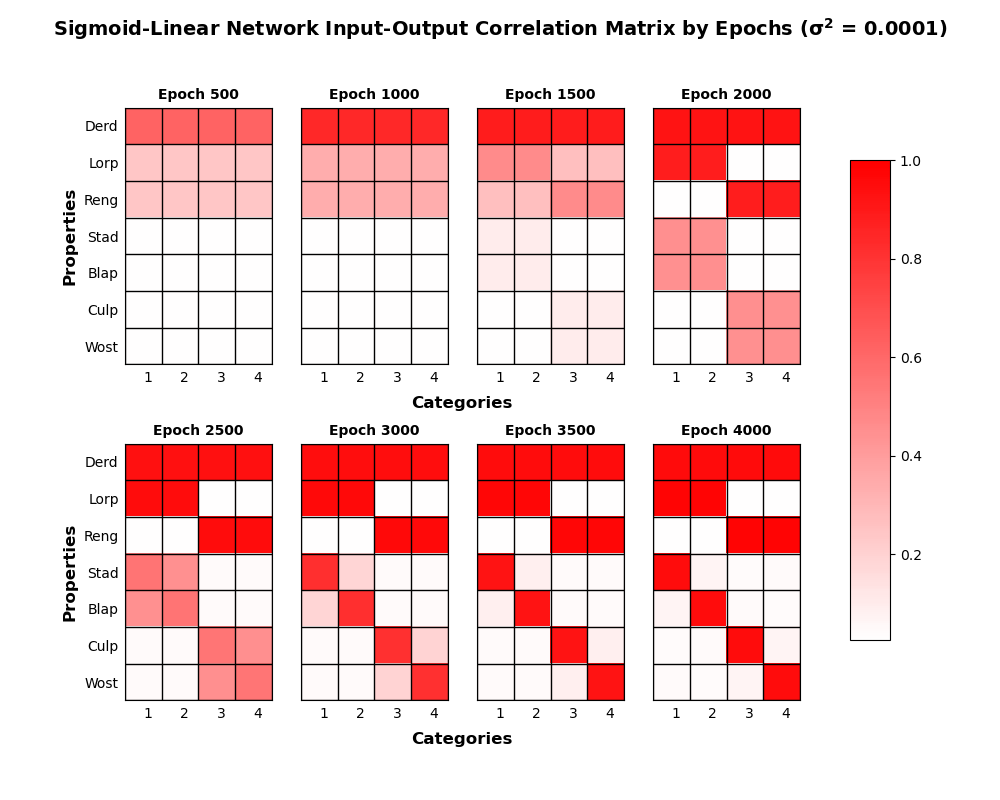 Sigmoid-Linear Network Input-Output Correlation Matrix by Epochs (σ² = 0.0001)
Epoch 500
Epoch 1000
Epoch 1500
Epoch 2000
Properties
Derd
Lorp
Reng
Stad
Blap
Culp
Wost
1 2 3 4
1 2 3 4
1 2 3 4
1 2 3 4
Categories
Epoch 2500
Epoch 3000
Epoch 3500
Epoch 4000
Properties
Derd
Lorp
Reng
Stad
Blap
Culp
Wost
1 2 3 4
1 2 3 4
1 2 3 4
1 2 3 4
Categories
1.0
0.8
0.6
0.4
0.2